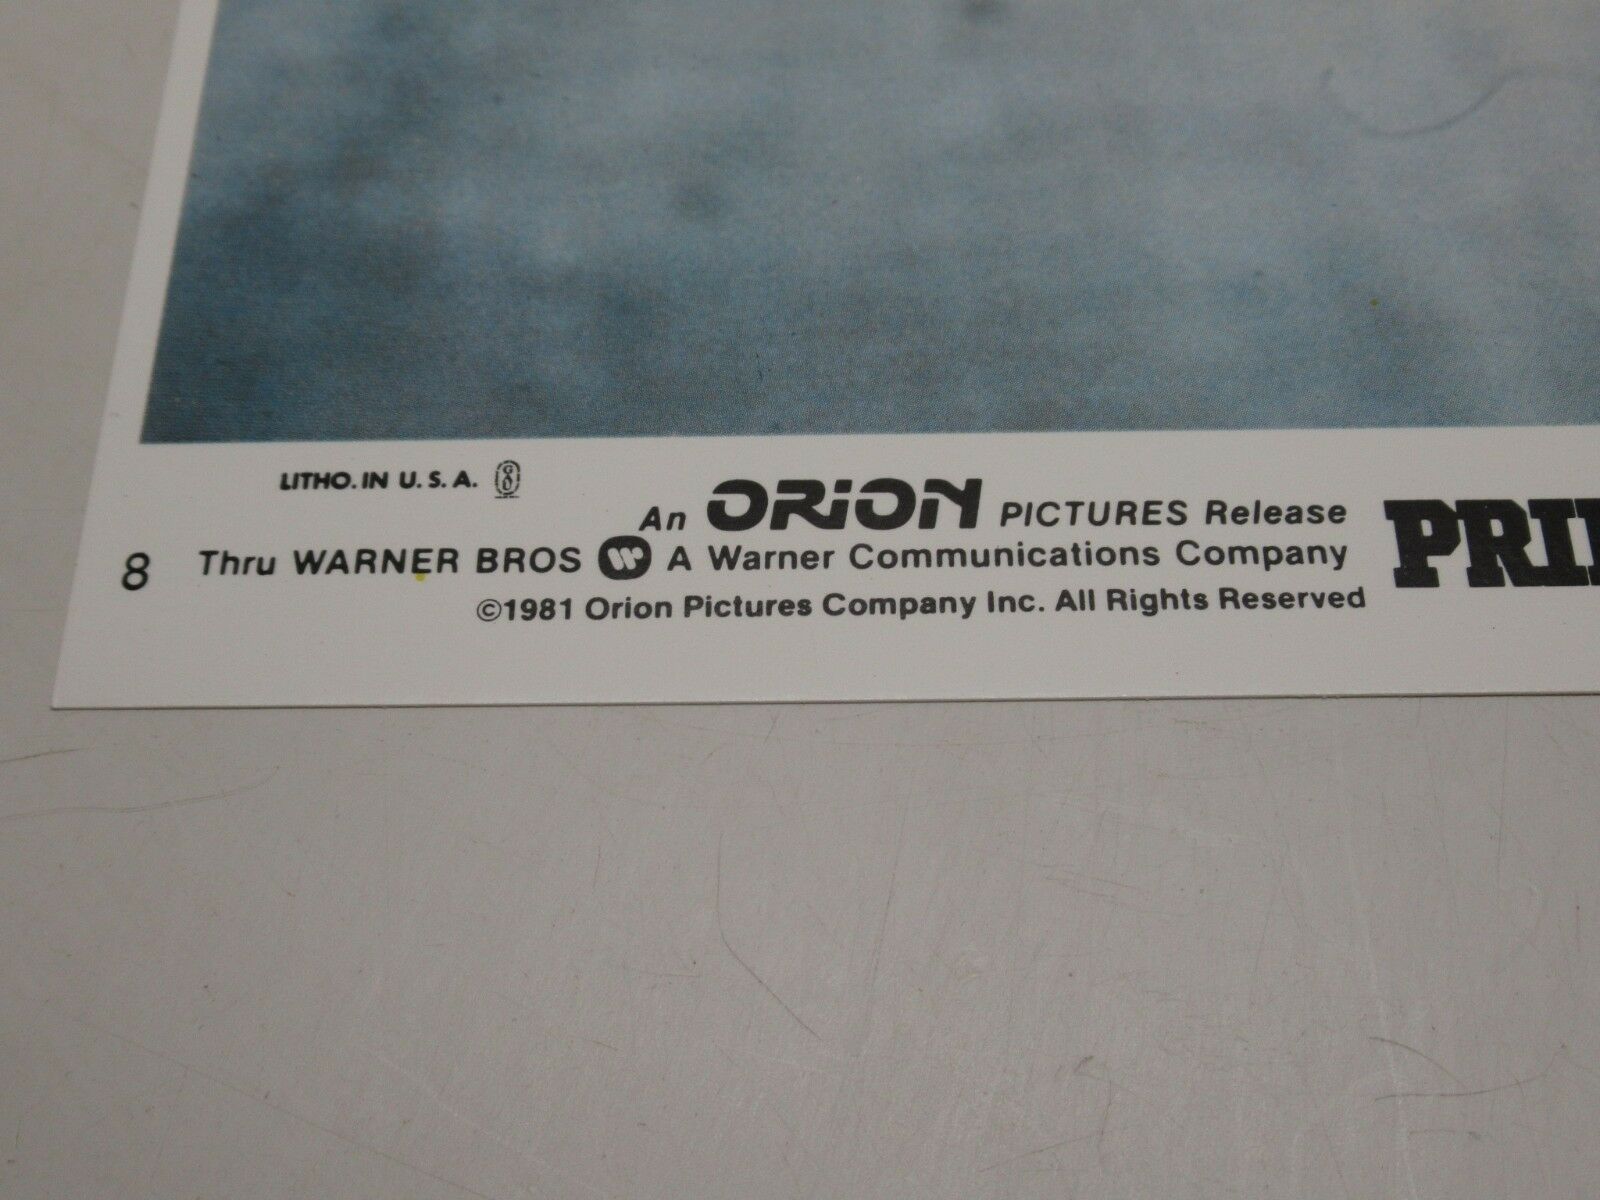 LITHO. IN U. S. A.
An ORION PICTURES Release
8 Thru WARNER BROS A Warner Communications Company
©1981 Orion Pictures Company Inc. All Rights Reserved